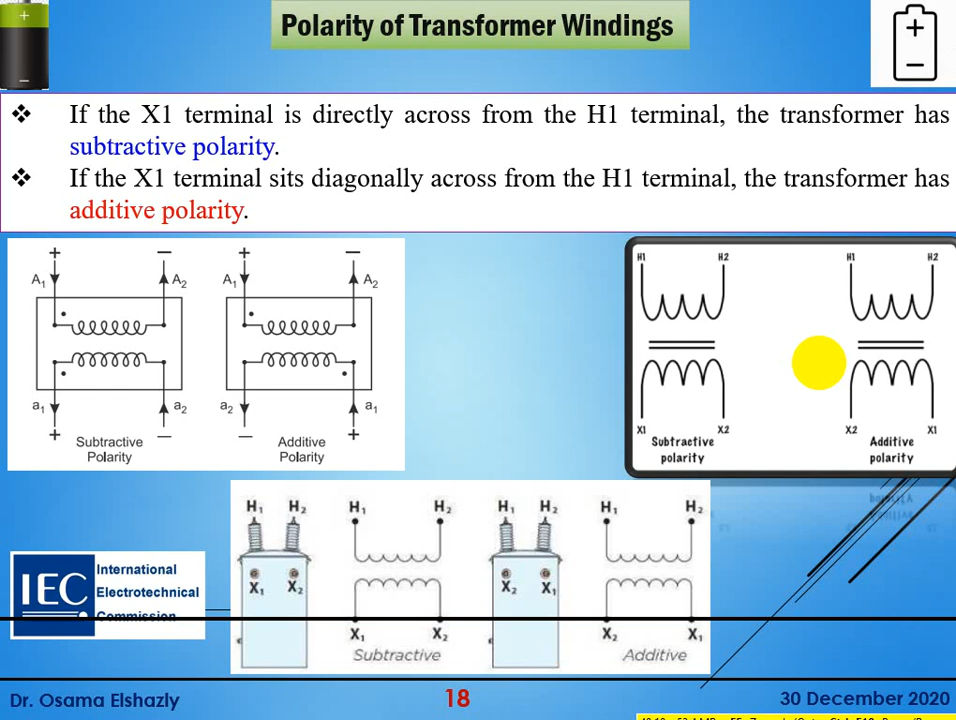 Polarity of Transformer Windings
❖ If the X1 terminal is directly across from the H1 terminal, the transformer has
subtractive polarity.
❖ If the X1 terminal sits diagonally across from the H1 terminal, the transformer has
additive polarity.
+ − + −
A1 A2 A1 A2
a1 a2 a2 a1
+ − − +
Subtractive
Polarity
Additive
Polarity
H1 H2 H1 H2
X1 X2 X2 X1
Subtractive
polarity
Additive
polarity
H1 H2 H1 H2 H1 H2 H1 H2
X1 X2 X2 X1
X1 X2 X2 X1
Subtractive Additive
IEC
International
Electrotechnical
Commission
Dr. Osama Elshazly 18 30 December 2020